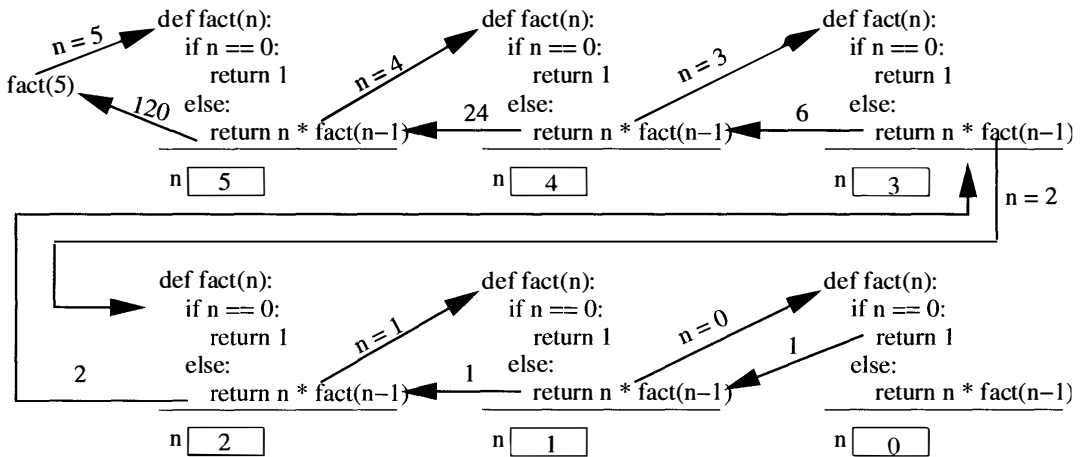 n = 5
fact(5)
120
def fact(n):
if n == 0:
return 1
else:
return n * fact(n−1)
n 5
n = 4
24
def fact(n):
if n == 0:
return 1
else:
return n * fact(n−1)
n 4
n = 3
6
def fact(n):
if n == 0:
return 1
else:
return n * fact(n−1)
n 3
n = 2
2
def fact(n):
if n == 0:
return 1
else:
return n * fact(n−1)
n 2
n = 1
1
def fact(n):
if n == 0:
return 1
else:
return n * fact(n−1)
n 1
n = 0
1
def fact(n):
if n == 0:
return 1
else:
return n * fact(n−1)
n 0